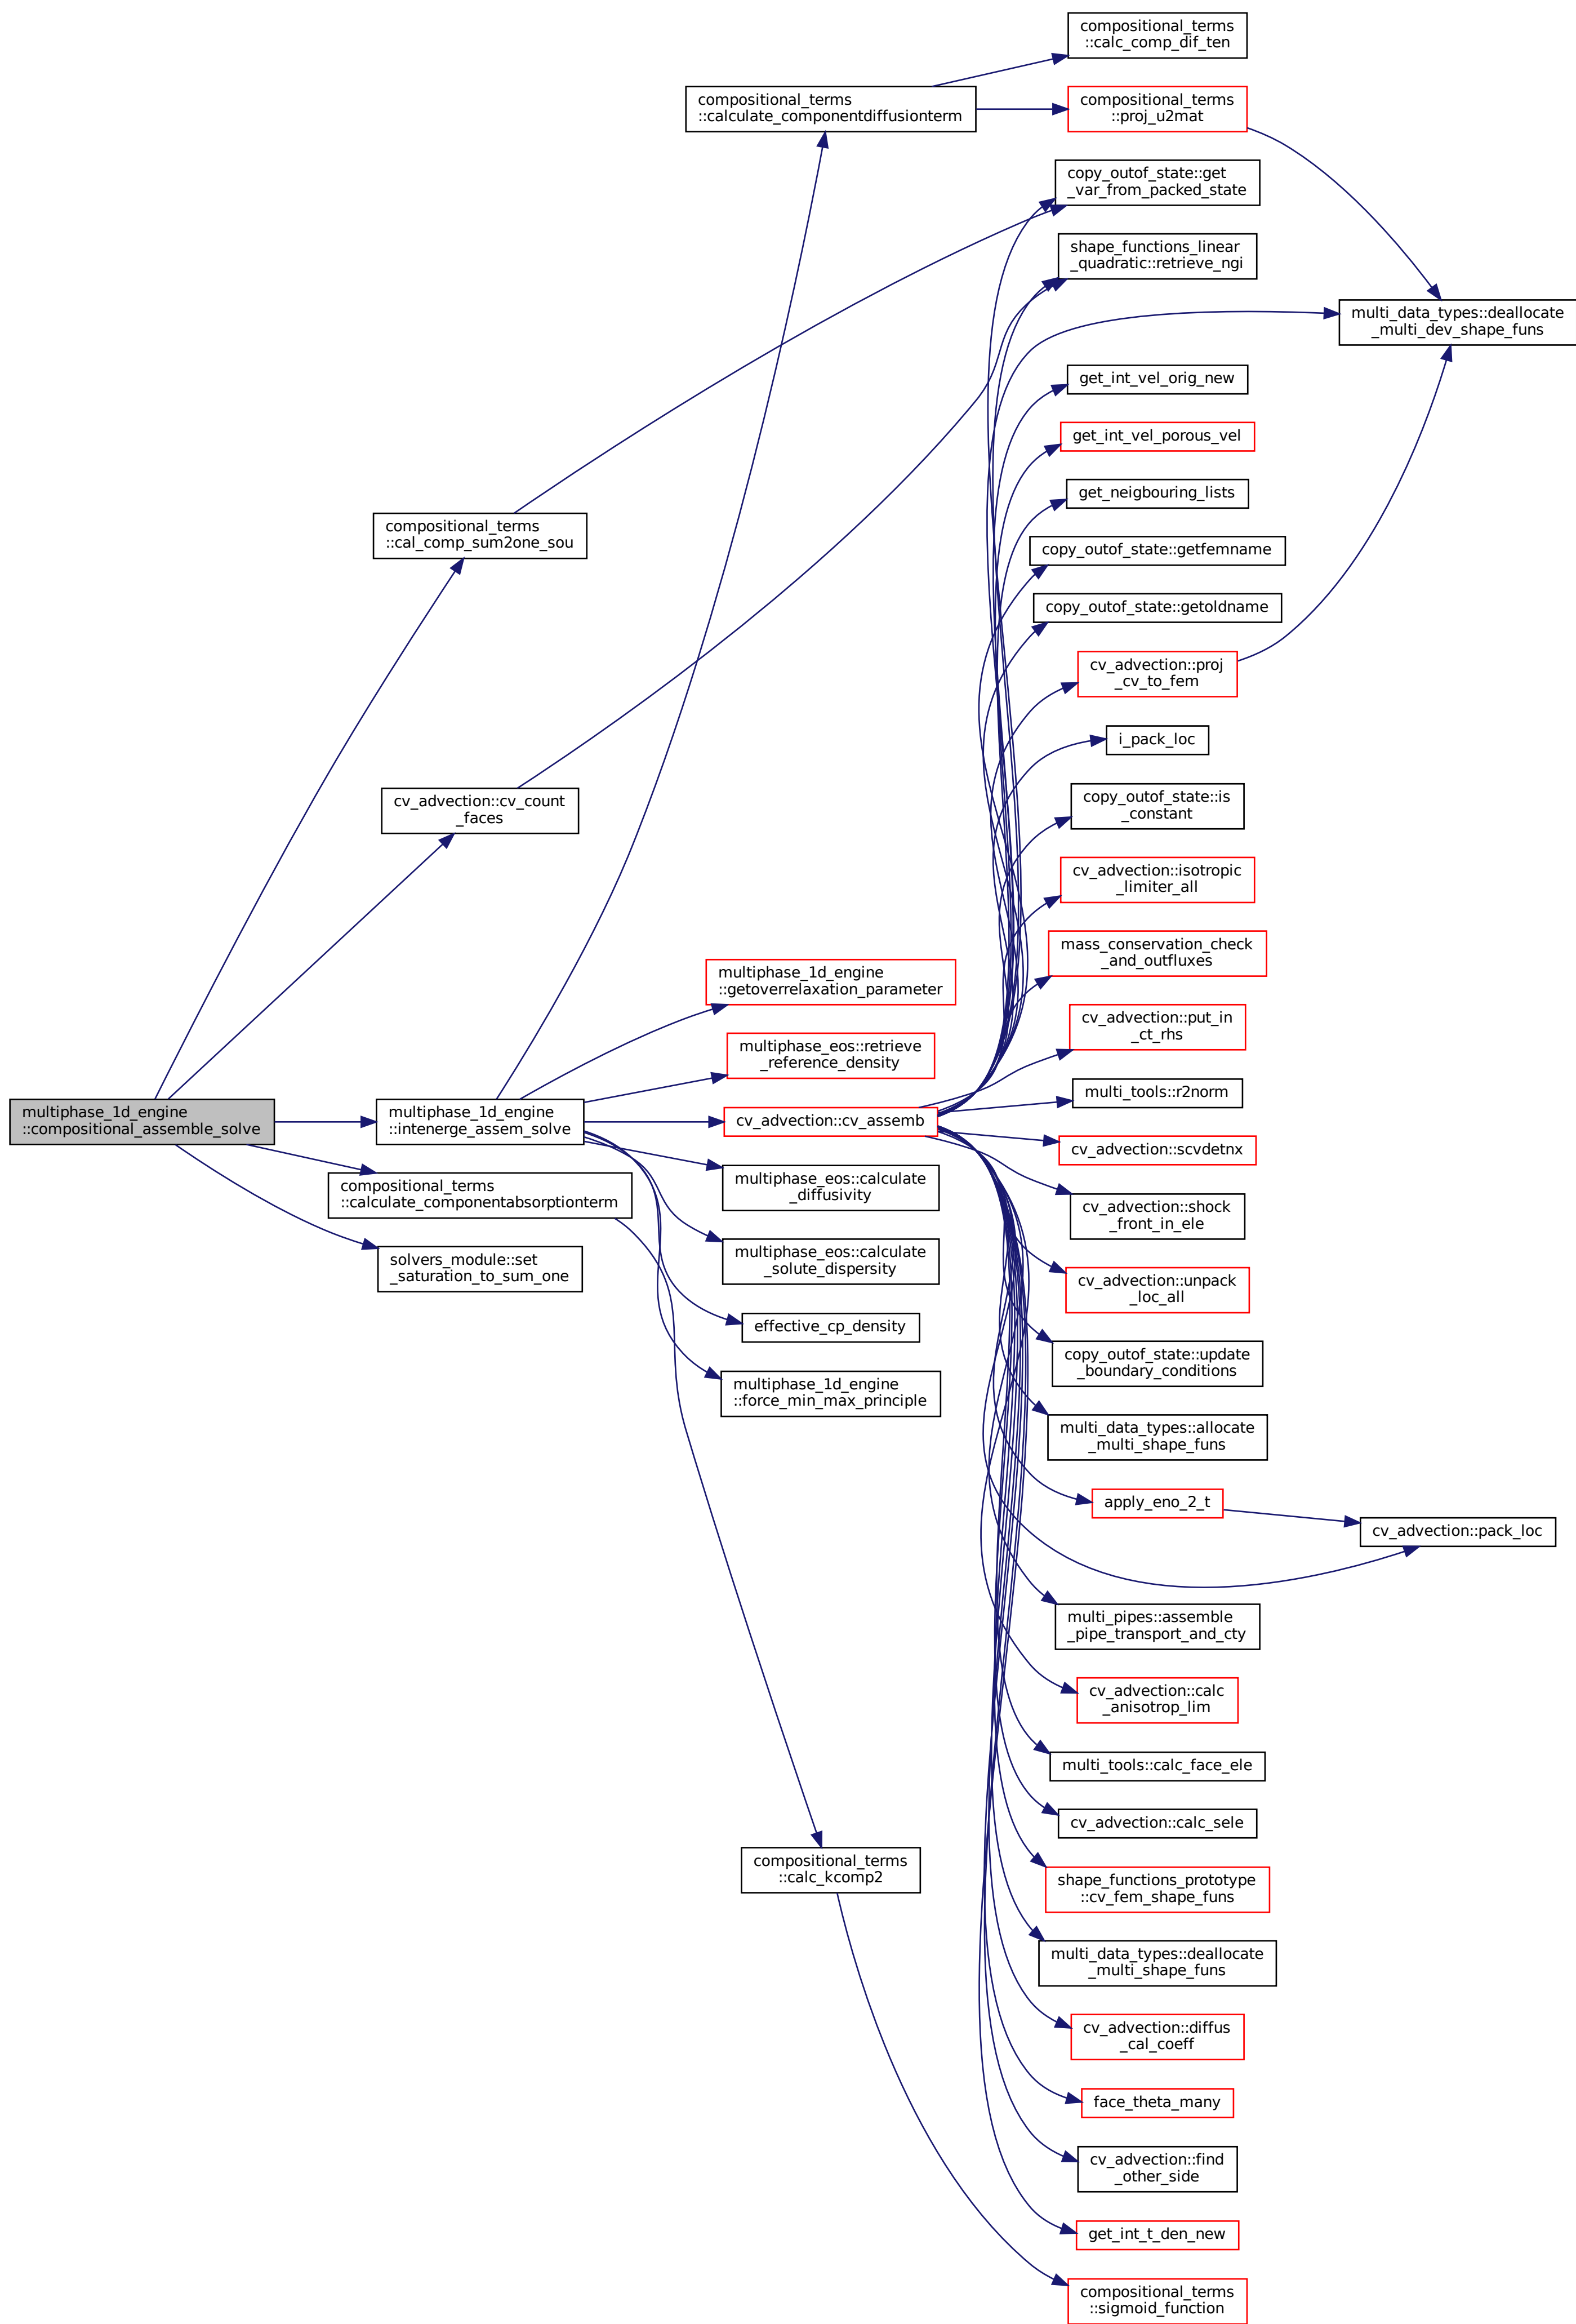 compositional_terms
::calc_comp_dif_ten
compositional_terms
::calculate_componentdiffusionterm
compositional_terms
::proj_u2mat
copy_outof_state::get
_var_from_packed_state
shape_functions_linear
_quadratic::retrieve_ngi
multi_data_types::deallocate
_multi_dev_shape_funs
get_int_vel_orig_new
get_int_vel_porous_vel
get_neigbouring_lists
compositional_terms
::cal_comp_sum2one_sou
copy_outof_state::getfemname
copy_outof_state::getoldname
cv_advection::proj
_cv_to_fem
i_pack_loc
cv_advection::cv_count
_faces
copy_outof_state::is
_constant
cv_advection::isotropic
_limiter_all
mass_conservation_check
_and_outfluxes
multiphase_1d_engine
::getoverrelaxation_parameter
cv_advection::put_in
_ct_rhs
multiphase_eos::retrieve
_reference_density
multi_tools::r2norm
multiphase_1d_engine
::compositional_assemble_solve
multiphase_1d_engine
::intenerge_assem_solve
cv_advection::cv_assemb
cv_advection::scvdetnx
compositional_terms
::calculate_componentabsorptionterm
multiphase_eos::calculate
_diffusivity
cv_advection::shock
_front_in_ele
solvers_module::set
_saturation_to_sum_one
multiphase_eos::calculate
_solute_dispersity
cv_advection::unpack
_loc_all
effective_cp_density
copy_outof_state::update
_boundary_conditions
multiphase_1d_engine
::force_min_max_principle
multi_data_types::allocate
_multi_shape_funs
apply_eno_2_t
cv_advection::pack_loc
multi_pipes::assemble
_pipe_transport_and_cty
cv_advection::calc
_anisotrop_lim
multi_tools::calc_face_ele
cv_advection::calc_sele
compositional_terms
::calc_kcomp2
shape_functions_prototype
::cv_fem_shape_funs
multi_data_types::deallocate
_multi_shape_funs
cv_advection::diffus
_cal_coeff
face_theta_many
cv_advection::find
_other_side
get_int_t_den_new
compositional_terms
::sigmoid_function